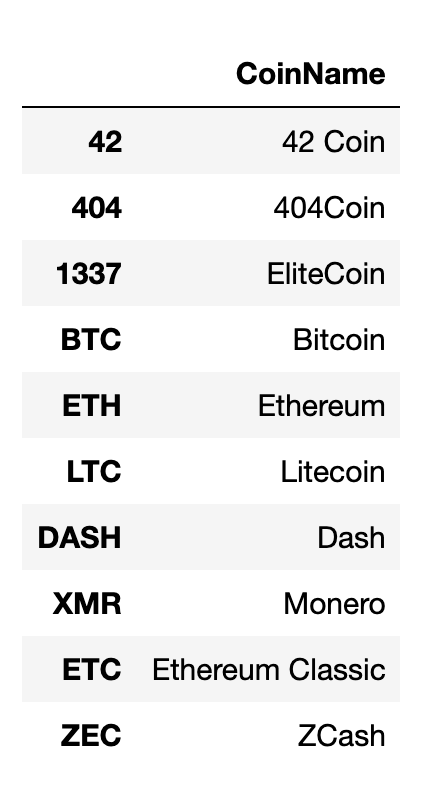 CoinName
42 42 Coin
404 404Coin
1337 EliteCoin
BTC Bitcoin
ETH Ethereum
LTC Litecoin
DASH Dash
XMR Monero
ETC Ethereum Classic
ZEC ZCash